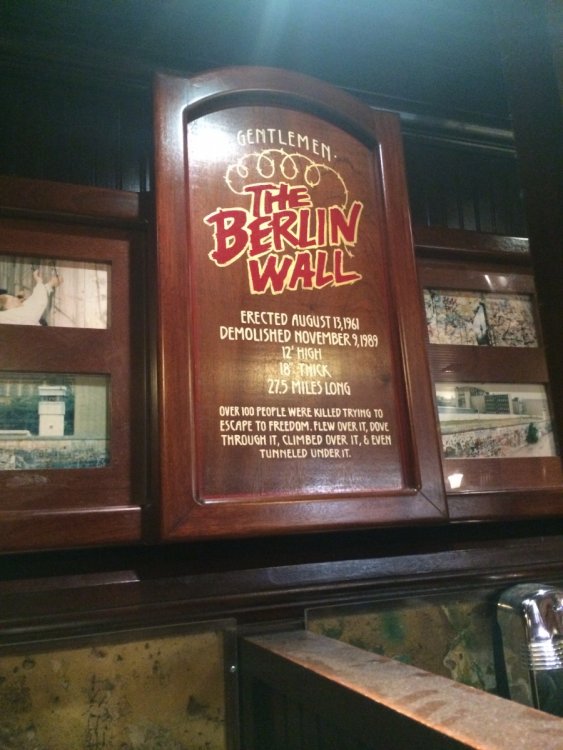 GENTLEMEN.
THE
BERLIN
WALL
ERECTED AUGUST 13, 1961
DEMOLISHED NOVEMBER 9, 1989
12' HIGH
18" THICK
27.5 MILES LONG
OVER 100 PEOPLE WERE KILLED TRYING TO
ESCAPE TO FREEDOM. FLEW OVER IT, DOVE
THROUGH IT, CLIMBED OVER IT, & EVEN
TUNNELED UNDER IT.